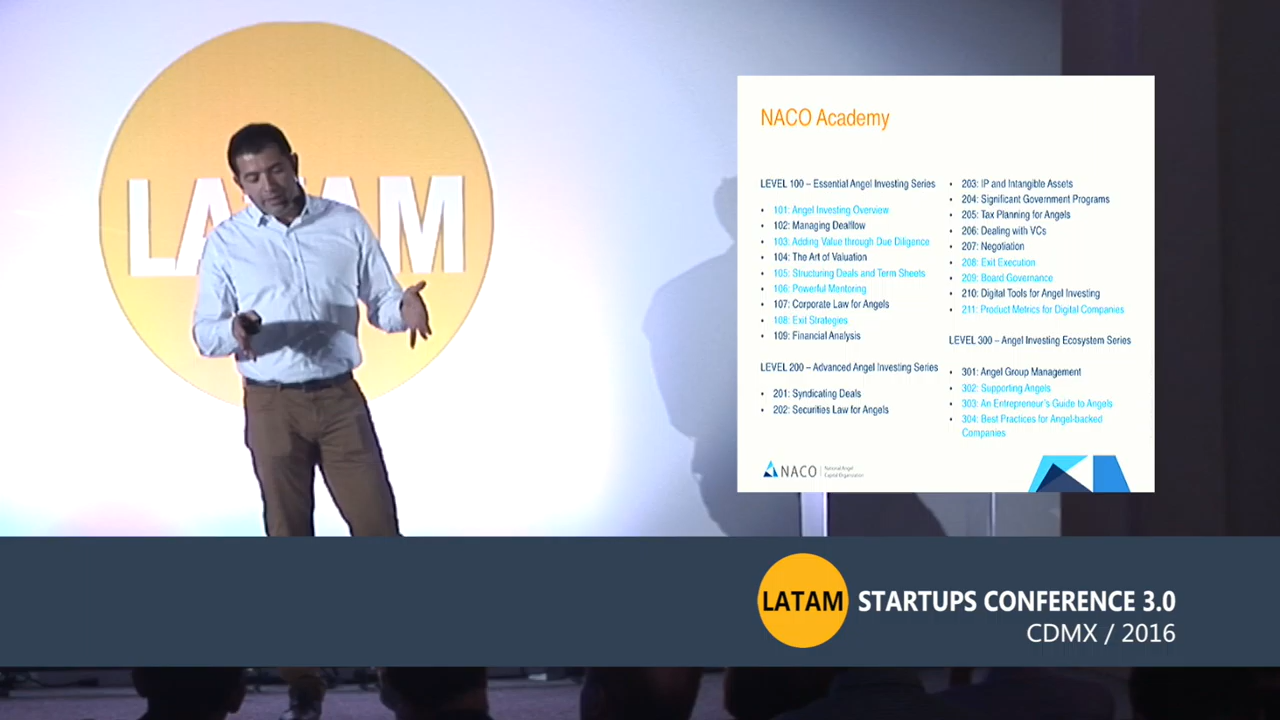 LATAM
NACO Academy
LEVEL 100 – Essential Angel Investing Series
• 101: Angel Investing Overview
• 102: Managing Dealflow
• 103: Adding Value through Due Diligence
• 104: The Art of Valuation
• 105: Structuring Deals and Term Sheets
• 106: Powerful Mentoring
• 107: Corporate Law for Angels
• 108: Exit Strategies
• 109: Financial Analysis
LEVEL 200 – Advanced Angel Investing Series
• 201: Syndicating Deals
• 202: Securities Law for Angels
• 203: IP and Intangible Assets
• 204: Significant Government Programs
• 205: Tax Planning for Angels
• 206: Dealing with VCs
• 207: Negotiation
• 208: Exit Execution
• 209: Board Governance
• 210: Digital Tools for Angel Investing
• 211: Product Metrics for Digital Companies
LEVEL 300 – Angel Investing Ecosystem Series
• 301: Angel Group Management
• 302: Supporting Angels
• 303: An Entrepreneur's Guide to Angels
• 304: Best Practices for Angel-backed
Companies
NACO
National Angel
Capital Organization
LATAM STARTUPS CONFERENCE 3.0
CDMX / 2016